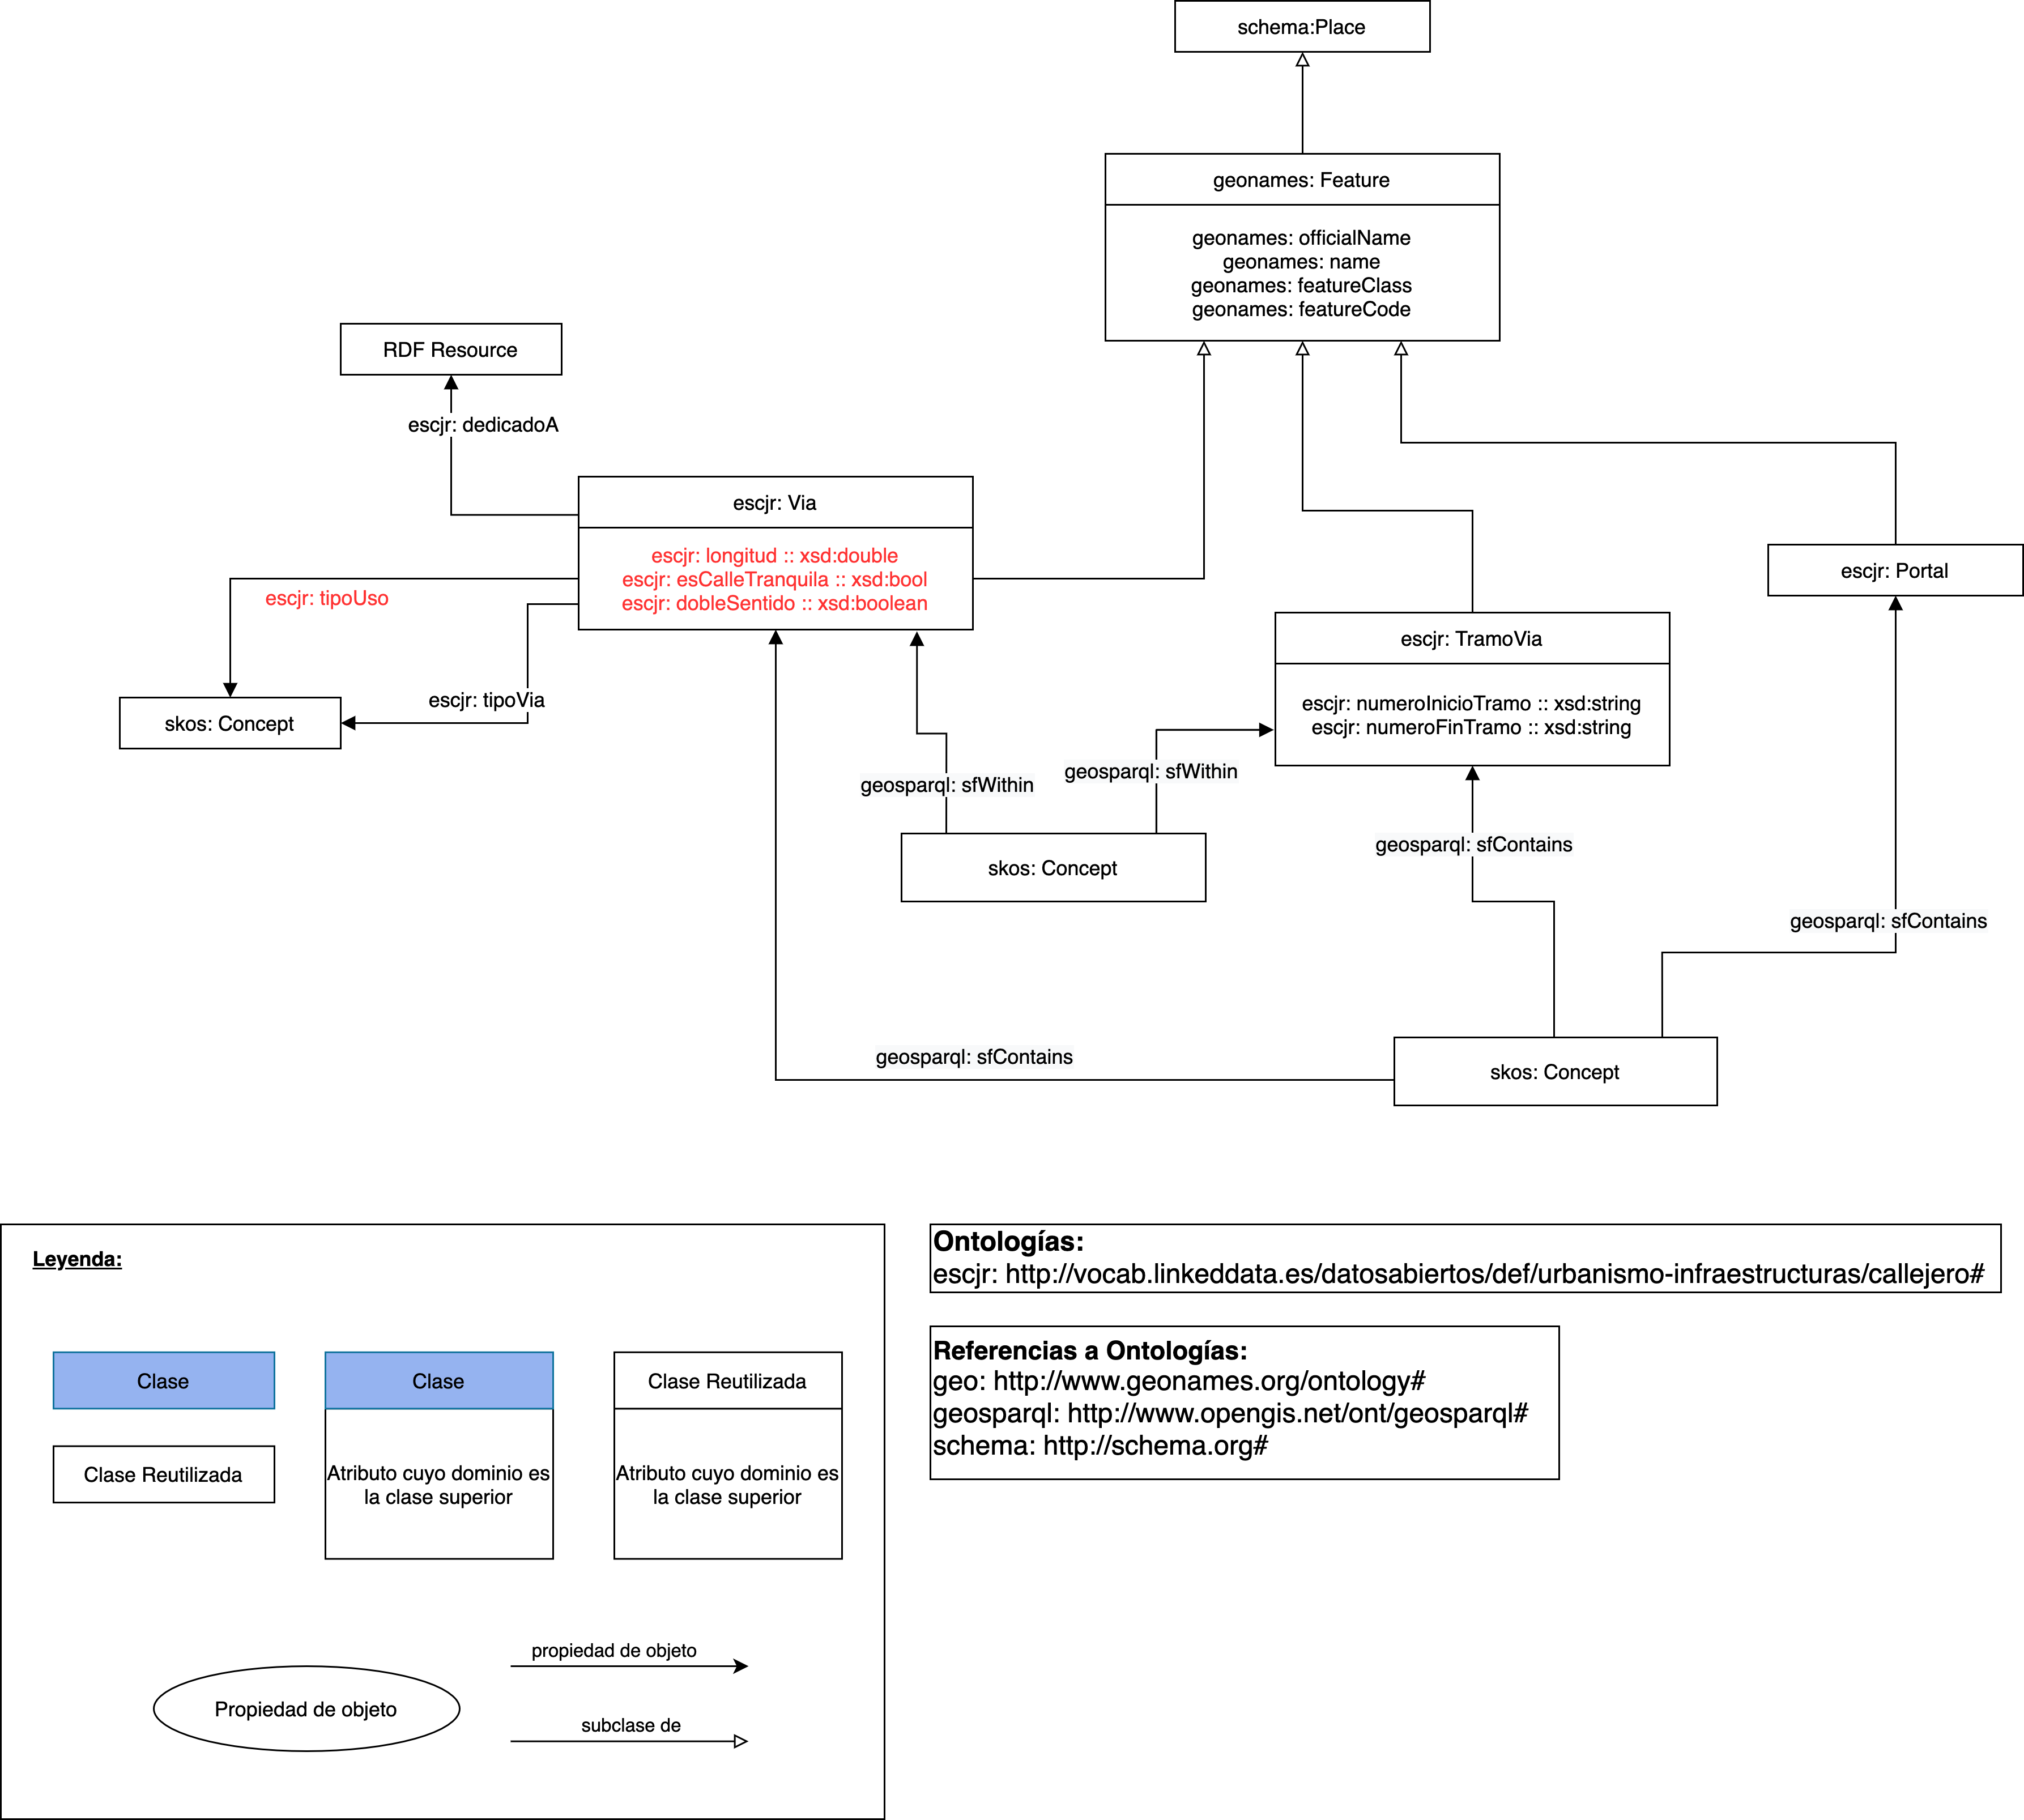 schema:Place
geonames: Feature
geonames: officialName
geonames: name
geonames: featureClass
geonames: featureCode
RDF Resource
escjr: dedicadoA
escjr: Via
escjr: longitud :: xsd:double
escjr: esCalleTranquila :: xsd:bool
escjr: dobleSentido :: xsd:boolean
escjr: Portal
escjr: tipoUso
escjr: TramoVia
escjr: numeroInicioTramo :: xsd:string
escjr: numeroFinTramo :: xsd:string
escjr: tipoVia
skos: Concept
geosparql: sfWithin
geosparql: sfWithin
geosparql: sfContains
skos: Concept
geosparql: sfContains
geosparql: sfContains
skos: Concept
Leyenda:
Clase
Clase
Clase Reutilizada
Clase Reutilizada
Atributo cuyo dominio es
la clase superior
Atributo cuyo dominio es
la clase superior
propiedad de objeto
Propiedad de objeto
subclase de
Ontologías:
escjr: http://vocab.linkeddata.es/datosabiertos/def/urbanismo-infraestructuras/callejero#
Referencias a Ontologías:
geo: http://www.geonames.org/ontology#
geosparql: http://www.opengis.net/ont/geosparql#
schema: http://schema.org#